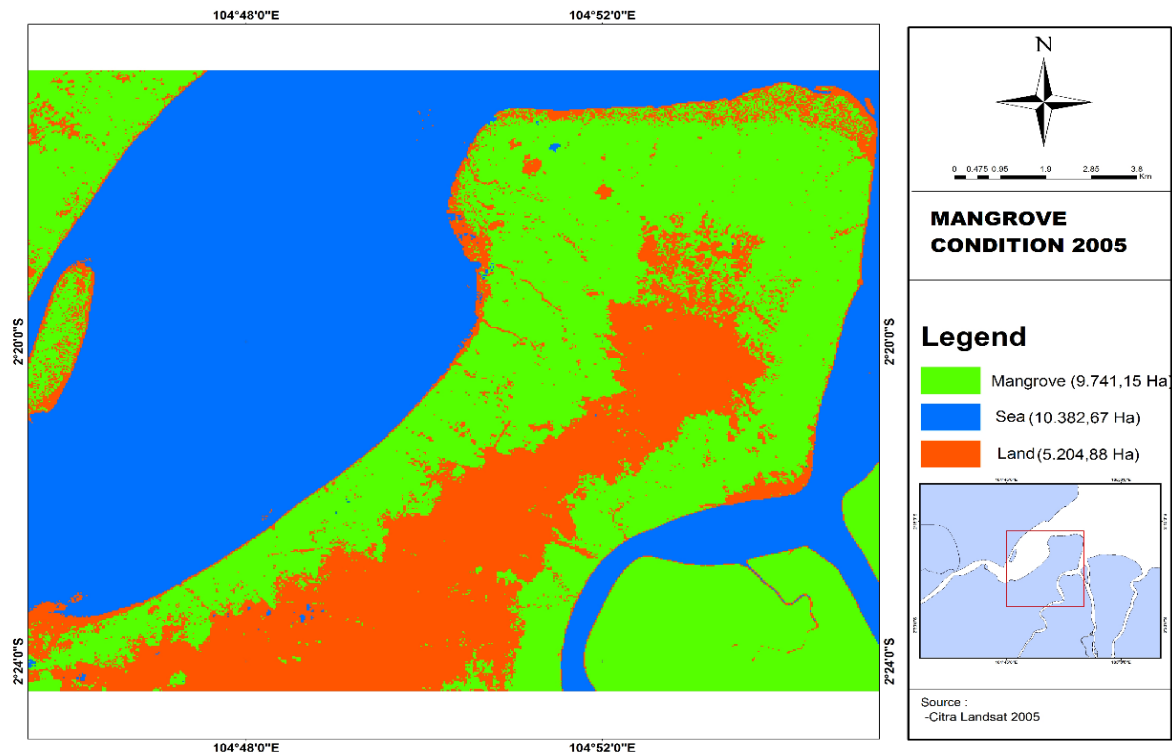 104°48'0"E
104°52'0"E
2°20'0"S
2°20'0"S
2°24'0"S
2°24'0"S
104°48'0"E
104°52'0"E
N
0 0.475 0.95 1.9 2.85 3.8
Km
MANGROVE
CONDITION 2005
Legend
Mangrove (9.741,15 Ha)
Sea (10.382,67 Ha)
Land (5.204,88 Ha)
Source :
-Citra Landsat 2005